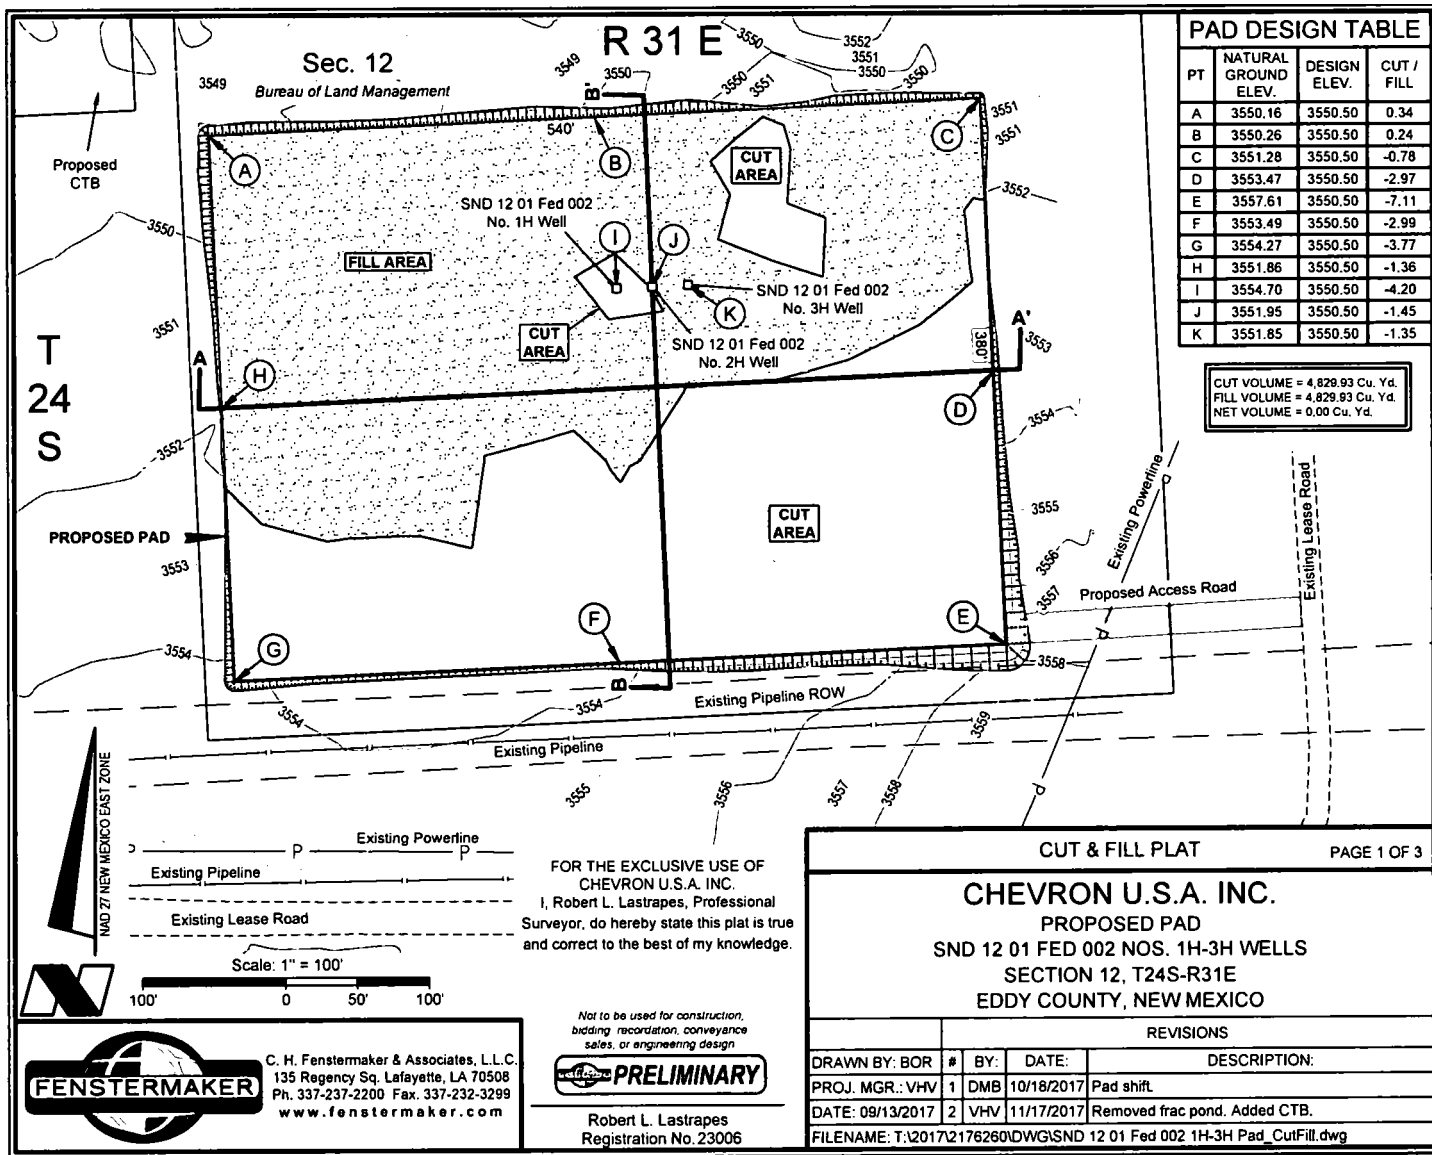 R 31 E
Sec. 12
Bureau of Land Management
3549
3549
3550
3550
3550
3551
3552
3551
3550
3550
3551
3551
3552
B
540'
Proposed
CTB
A
B
C
CUT
AREA
SND 12 01 Fed 002
No. 1H Well
3550
FILL AREA
I
J
K
SND 12 01 Fed 002
No. 3H Well
CUT
AREA
SND 12 01 Fed 002
No. 2H Well
3551
T
24
S
A
A'
380'
3553
H
D
3552
3554
PROPOSED PAD
3553
CUT
AREA
3555
3556
3557
Existing Powerline
P
Existing Lease Road
Proposed Access Road
F
E
G
3554
3558
P
B
3554
3554
Existing Pipeline ROW
3559
Existing Pipeline
3555
3556
3557
3558
P
PAD DESIGN TABLE
PT NATURAL GROUND ELEV. DESIGN ELEV. CUT / FILL
A 3550.16 3550.50 0.34
B 3550.26 3550.50 0.24
C 3551.28 3550.50 -0.78
D 3553.47 3550.50 -2.97
E 3557.61 3550.50 -7.11
F 3553.49 3550.50 -2.99
G 3554.27 3550.50 -3.77
H 3551.86 3550.50 -1.36
I 3554.70 3550.50 -4.20
J 3551.95 3550.50 -1.45
K 3551.85 3550.50 -1.35
CUT VOLUME = 4,829.93 Cu. Yd.
FILL VOLUME = 4,829.93 Cu. Yd.
NET VOLUME = 0.00 Cu. Yd.
NAD 27 NEW MEXICO EAST ZONE
Existing Powerline
P P
Existing Pipeline
Existing Lease Road
Scale: 1" = 100'
100' 0 50' 100'
FOR THE EXCLUSIVE USE OF
CHEVRON U.S.A. INC.
I, Robert L. Lastrapes, Professional
Surveyor, do hereby state this plat is true
and correct to the best of my knowledge.
Not to be used for construction,
bidding, recordation, conveyance
sales, or engineering design
PRELIMINARY
Robert L. Lastrapes
Registration No. 23006
FENSTERMAKER
C. H. Fenstermaker & Associates, L.L.C.
135 Regency Sq. Lafayette, LA 70508
Ph. 337-237-2200 Fax. 337-232-3299
www.fenstermaker.com
CUT & FILL PLAT PAGE 1 OF 3
CHEVRON U.S.A. INC.
PROPOSED PAD
SND 12 01 FED 002 NOS. 1H-3H WELLS
SECTION 12, T24S-R31E
EDDY COUNTY, NEW MEXICO
REVISIONS
DRAWN BY: BOR # BY: DATE: DESCRIPTION:
PROJ. MGR.: VHV 1 DMB 10/18/2017 Pad shift.
DATE: 09/13/2017 2 VHV 11/17/2017 Removed frac pond. Added CTB.
FILENAME: T:\2017\2176260\DWG\SND 12 01 Fed 002 1H-3H Pad_CutFill.dwg